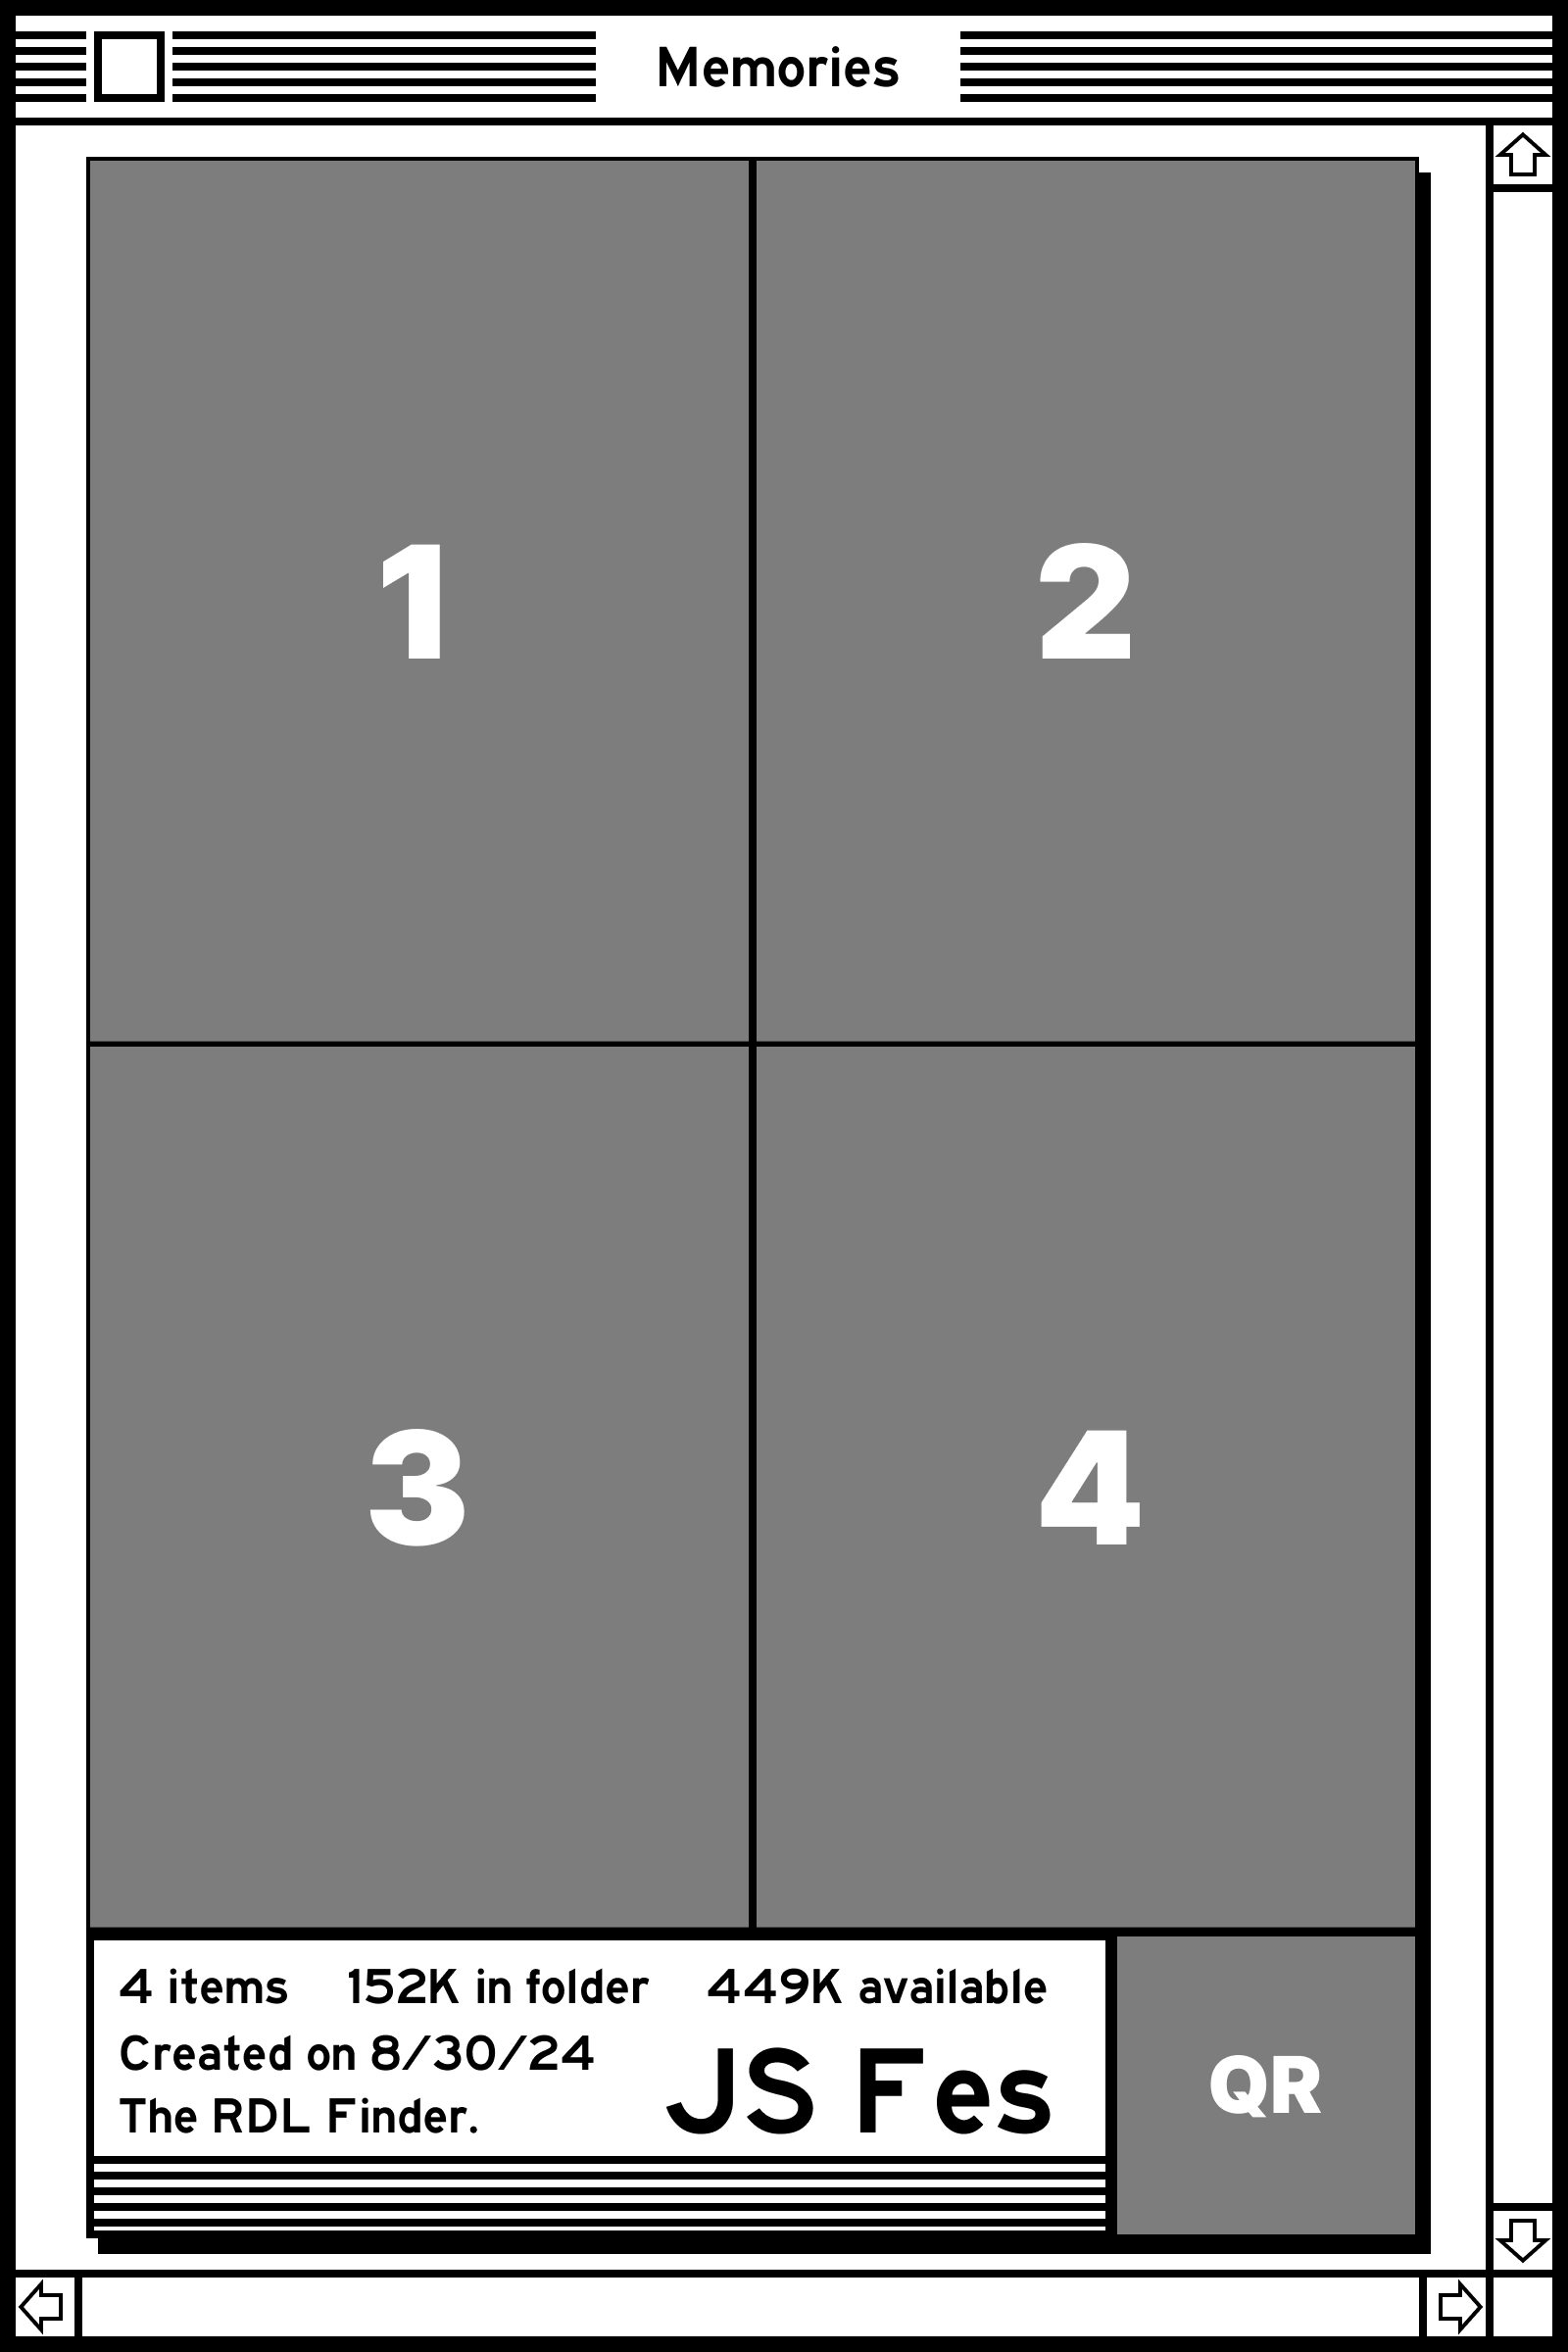 Memories
1
2
3
4
4 items 152K in folder 449K available
Created on 8/30/24
The RDL Finder.
JS Fes
QR